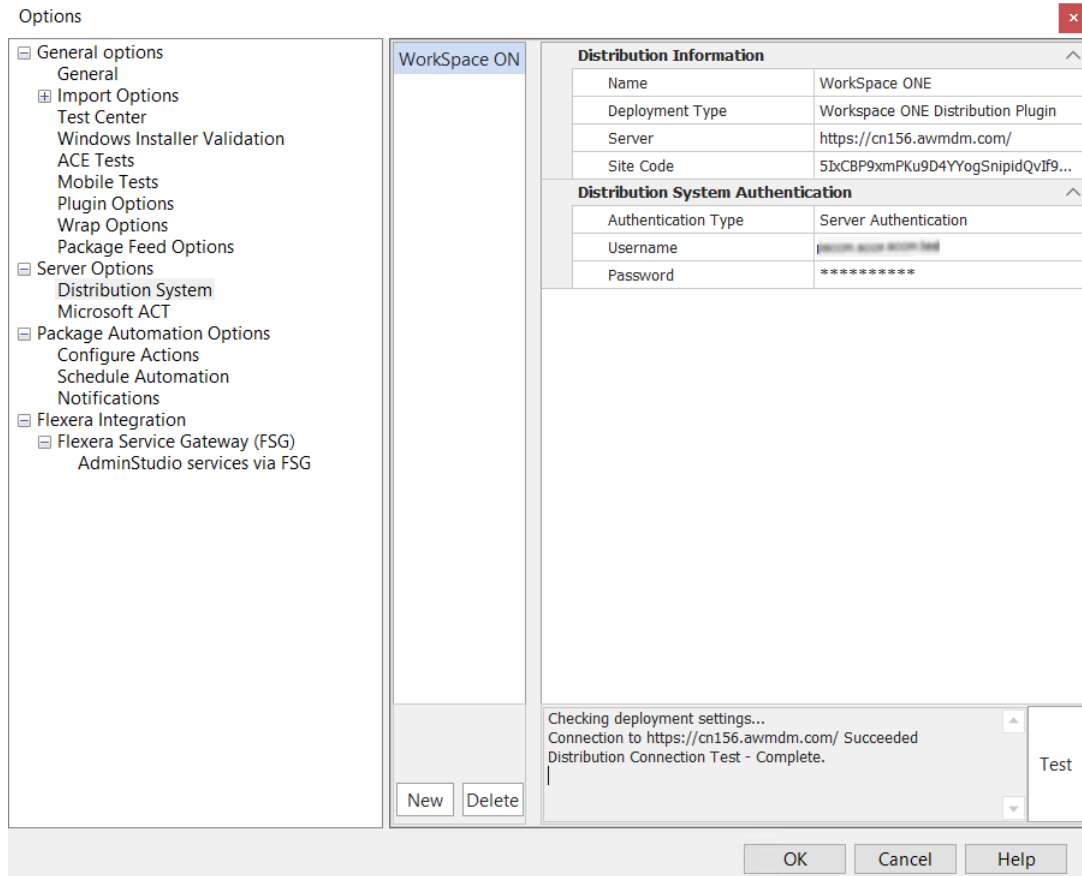 Options
General options
General
Import Options
Test Center
Windows Installer Validation
ACE Tests
Mobile Tests
Plugin Options
Wrap Options
Package Feed Options
Server Options
Distribution System
Microsoft ACT
Package Automation Options
Configure Actions
Schedule Automation
Notifications
Flexera Integration
Flexera Service Gateway (FSG)
AdminStudio services via FSG
WorkSpace ON
New Delete
Distribution Information
Name WorkSpace ONE
Deployment Type Workspace ONE Distribution Plugin
Server https://cn156.awmdm.com/
Site Code 5IxCBP9xmPKu9D4YYogSnipidQvIf9...
Distribution System Authentication
Authentication Type Server Authentication
Username
Password **********
Checking deployment settings...
Connection to https://cn156.awmdm.com/ Succeeded
Distribution Connection Test - Complete.
Test
OK Cancel Help